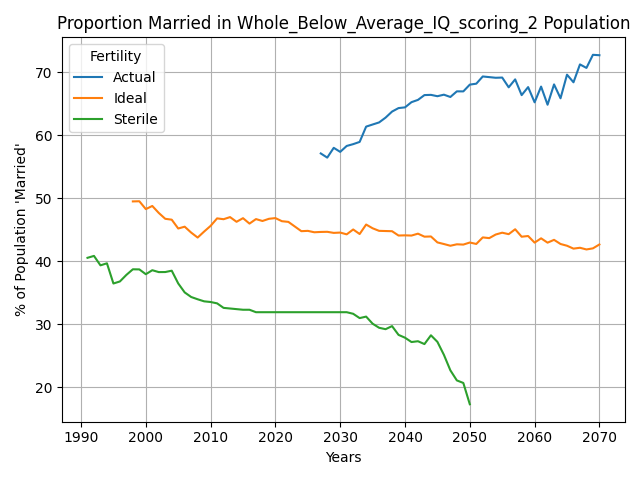 Proportion Married in Whole_Below_Average_IQ_scoring_2 Population
Fertility
Actual
Ideal
Sterile
% of Population 'Married'
70
60
50
40
30
20
1990 2000 2010 2020 2030 2040 2050 2060 2070
Years